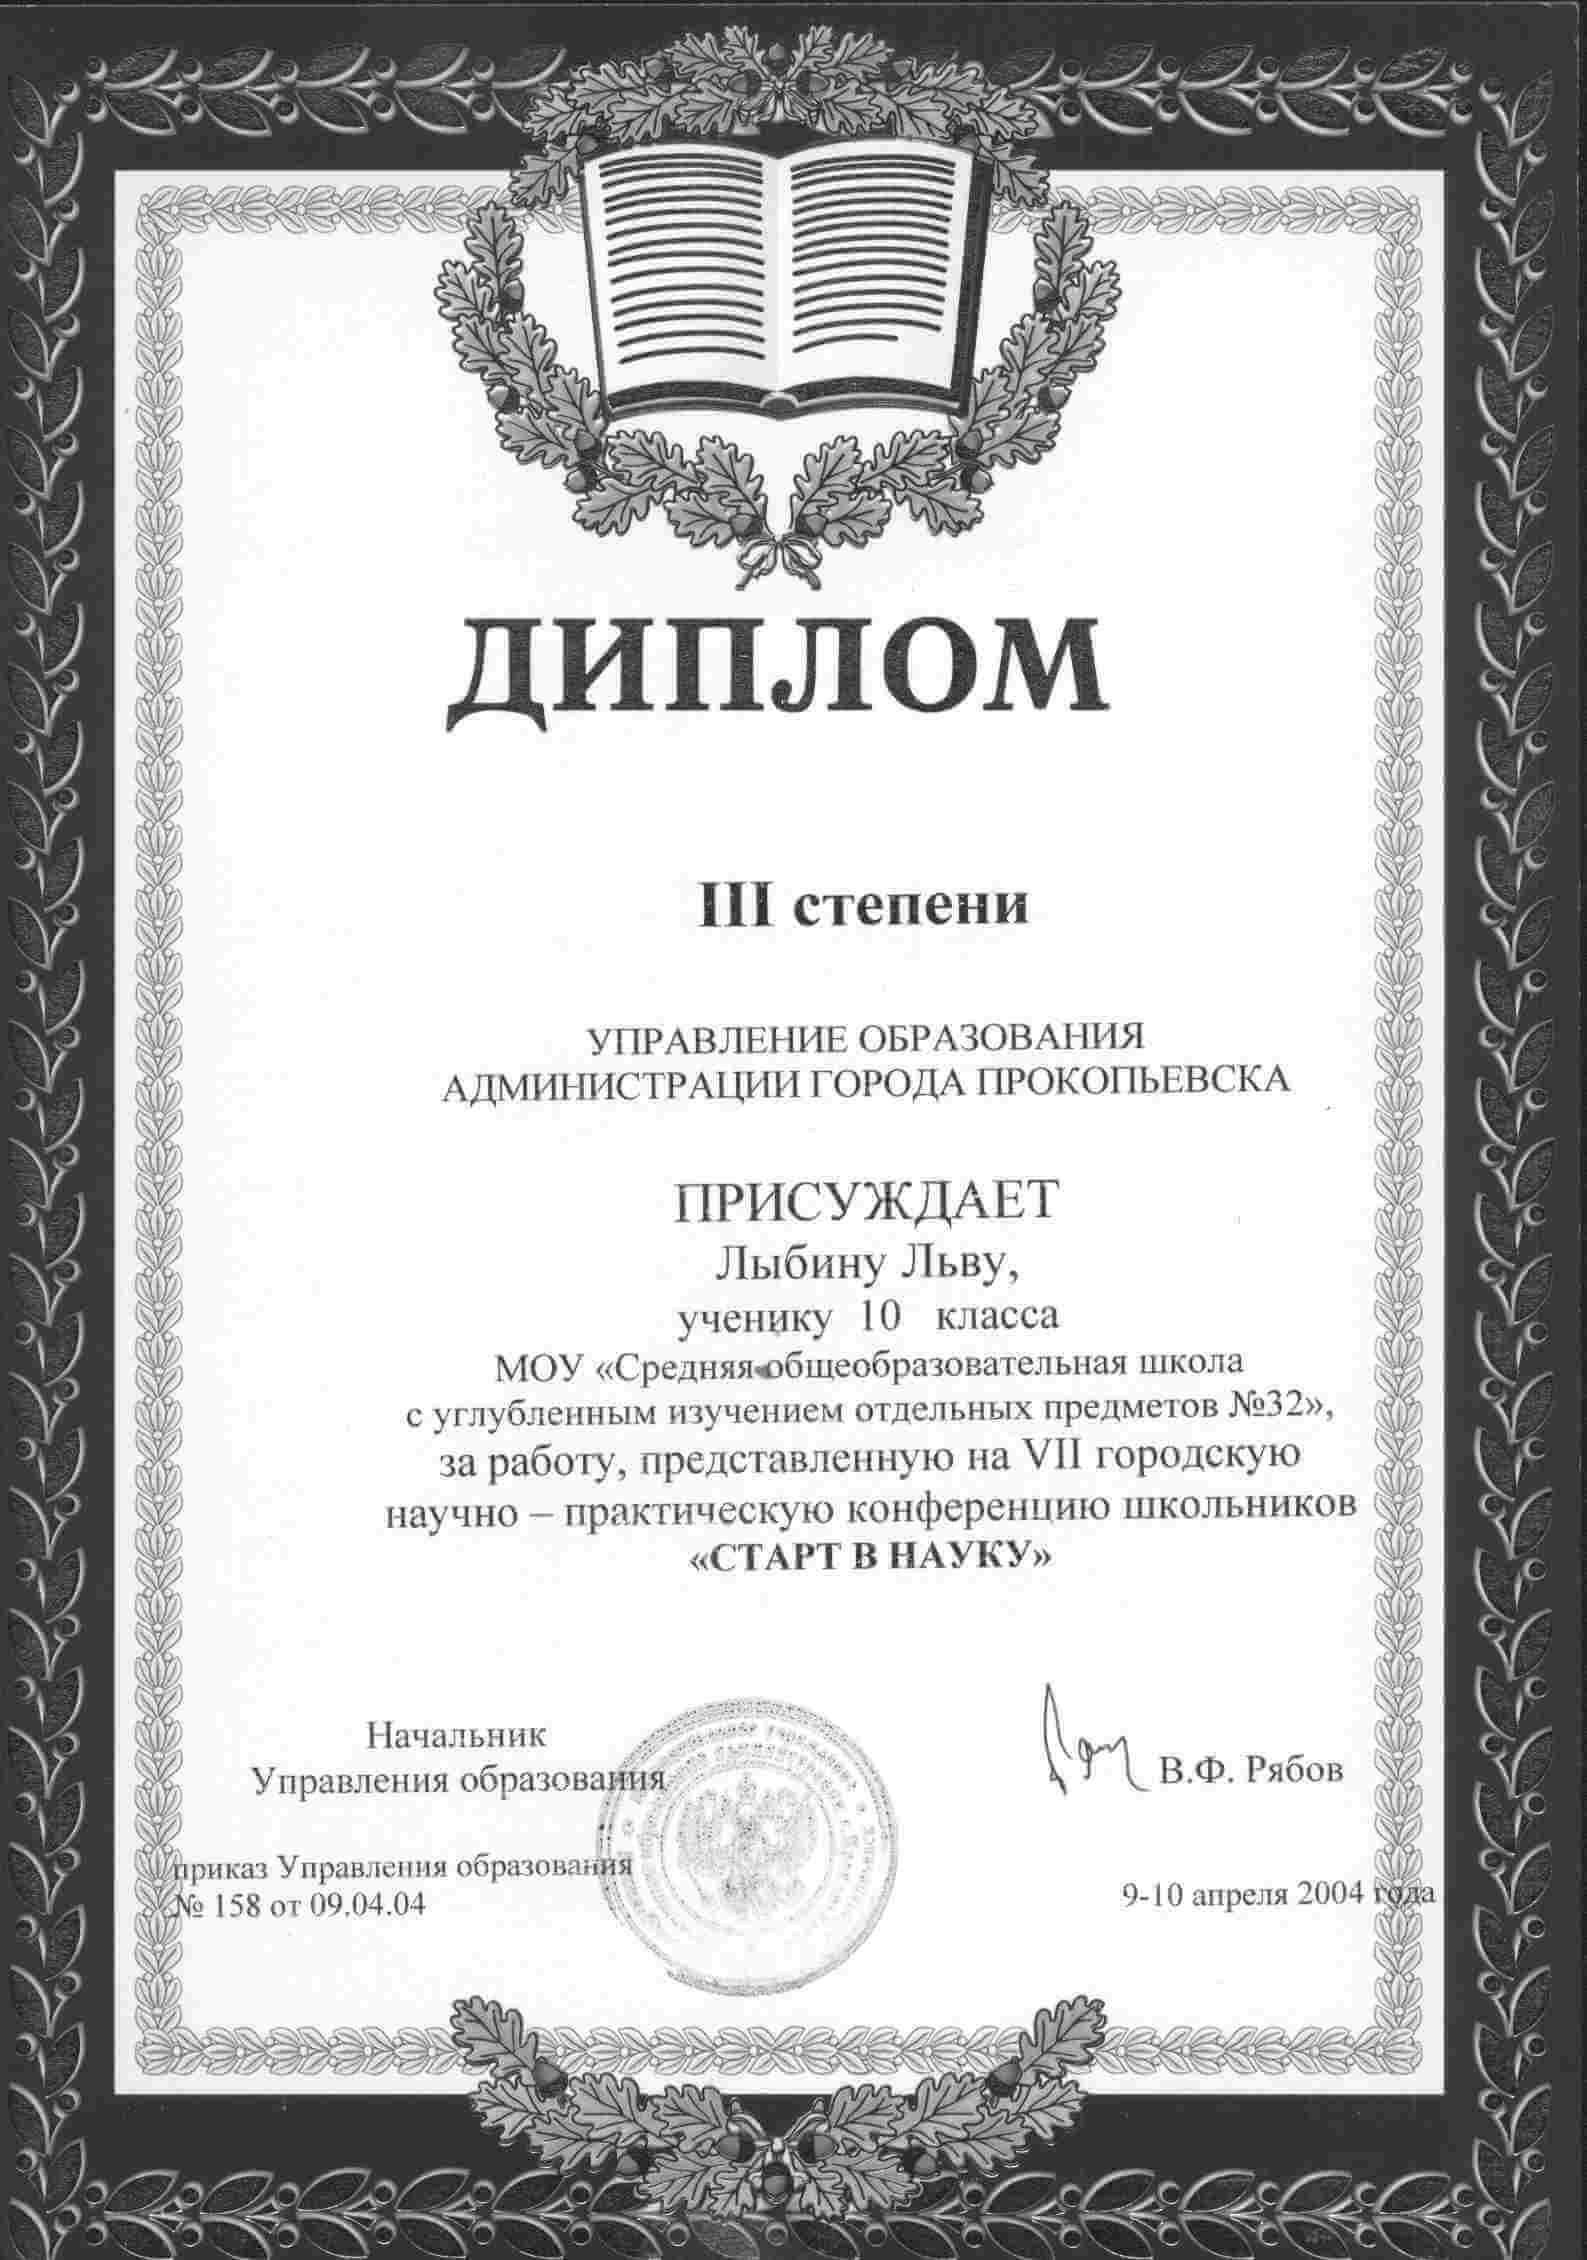 ДИПЛОМ
III степени
УПРАВЛЕНИЕ ОБРАЗОВАНИЯ
АДМИНИСТРАЦИИ ГОРОДА ПРОКОПЬЕВСКА
ПРИСУЖДАЕТ
Лыбину Льву,
ученику 10 класса
МОУ «Средняя общеобразовательная школа
с углубленным изучением отдельных предметов №32»,
за работу, представленную на VII городскую
научно – практическую конференцию школьников
«СТАРТ В НАУКУ»
Начальник
Управления образования
В.Ф. Рябов
приказ Управления образования
№ 158 от 09.04.04
9-10 апреля 2004 года